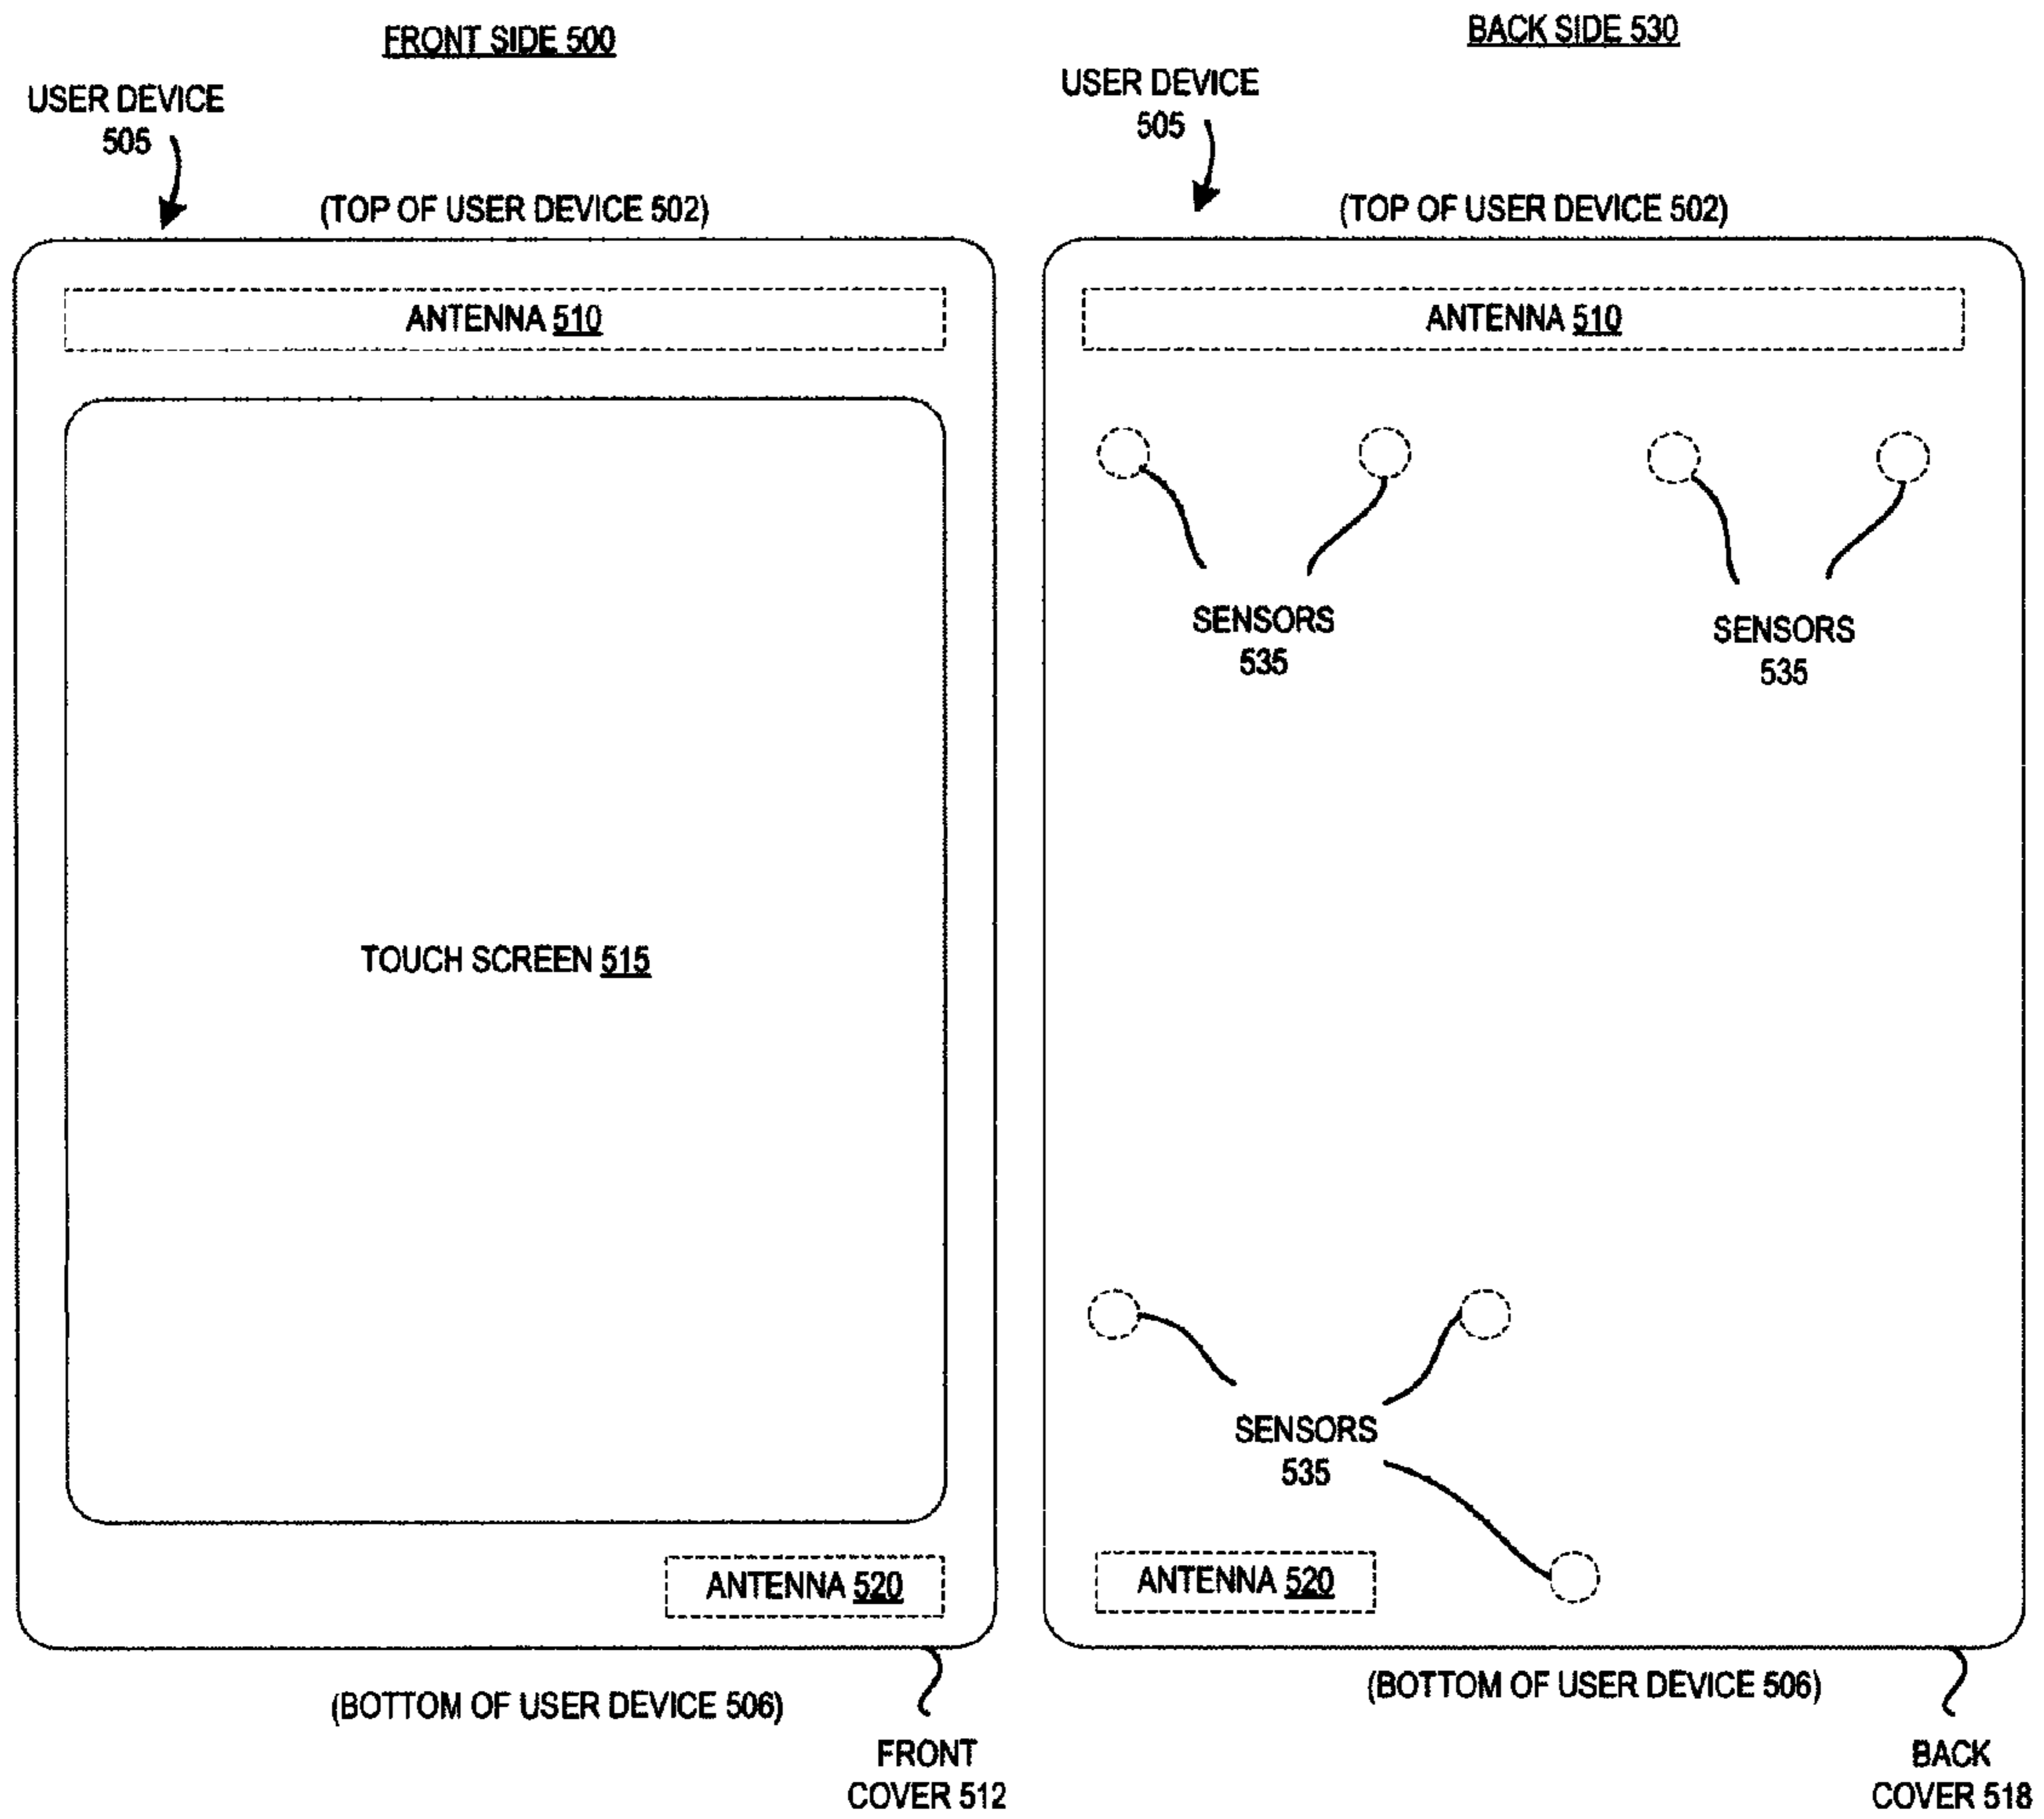 FRONT SIDE 500
USER DEVICE
505
(TOP OF USER DEVICE 502)
ANTENNA 510
TOUCH SCREEN 515
ANTENNA 520
(BOTTOM OF USER DEVICE 506)
FRONT
COVER 512
BACK SIDE 530
USER DEVICE
505
(TOP OF USER DEVICE 502)
ANTENNA 510
SENSORS
535
SENSORS
535
SENSORS
535
ANTENNA 520
(BOTTOM OF USER DEVICE 506)
BACK
COVER 518